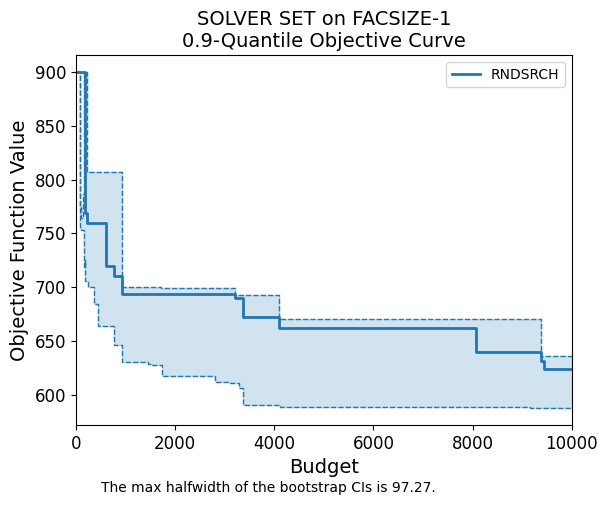 SOLVER SET on FACSIZE-1
0.9-Quantile Objective Curve
RNDSRCH
Objective Function Value
900
850
800
750
700
650
600
0 2000 4000 6000 8000 10000
Budget
The max halfwidth of the bootstrap CIs is 97.27.